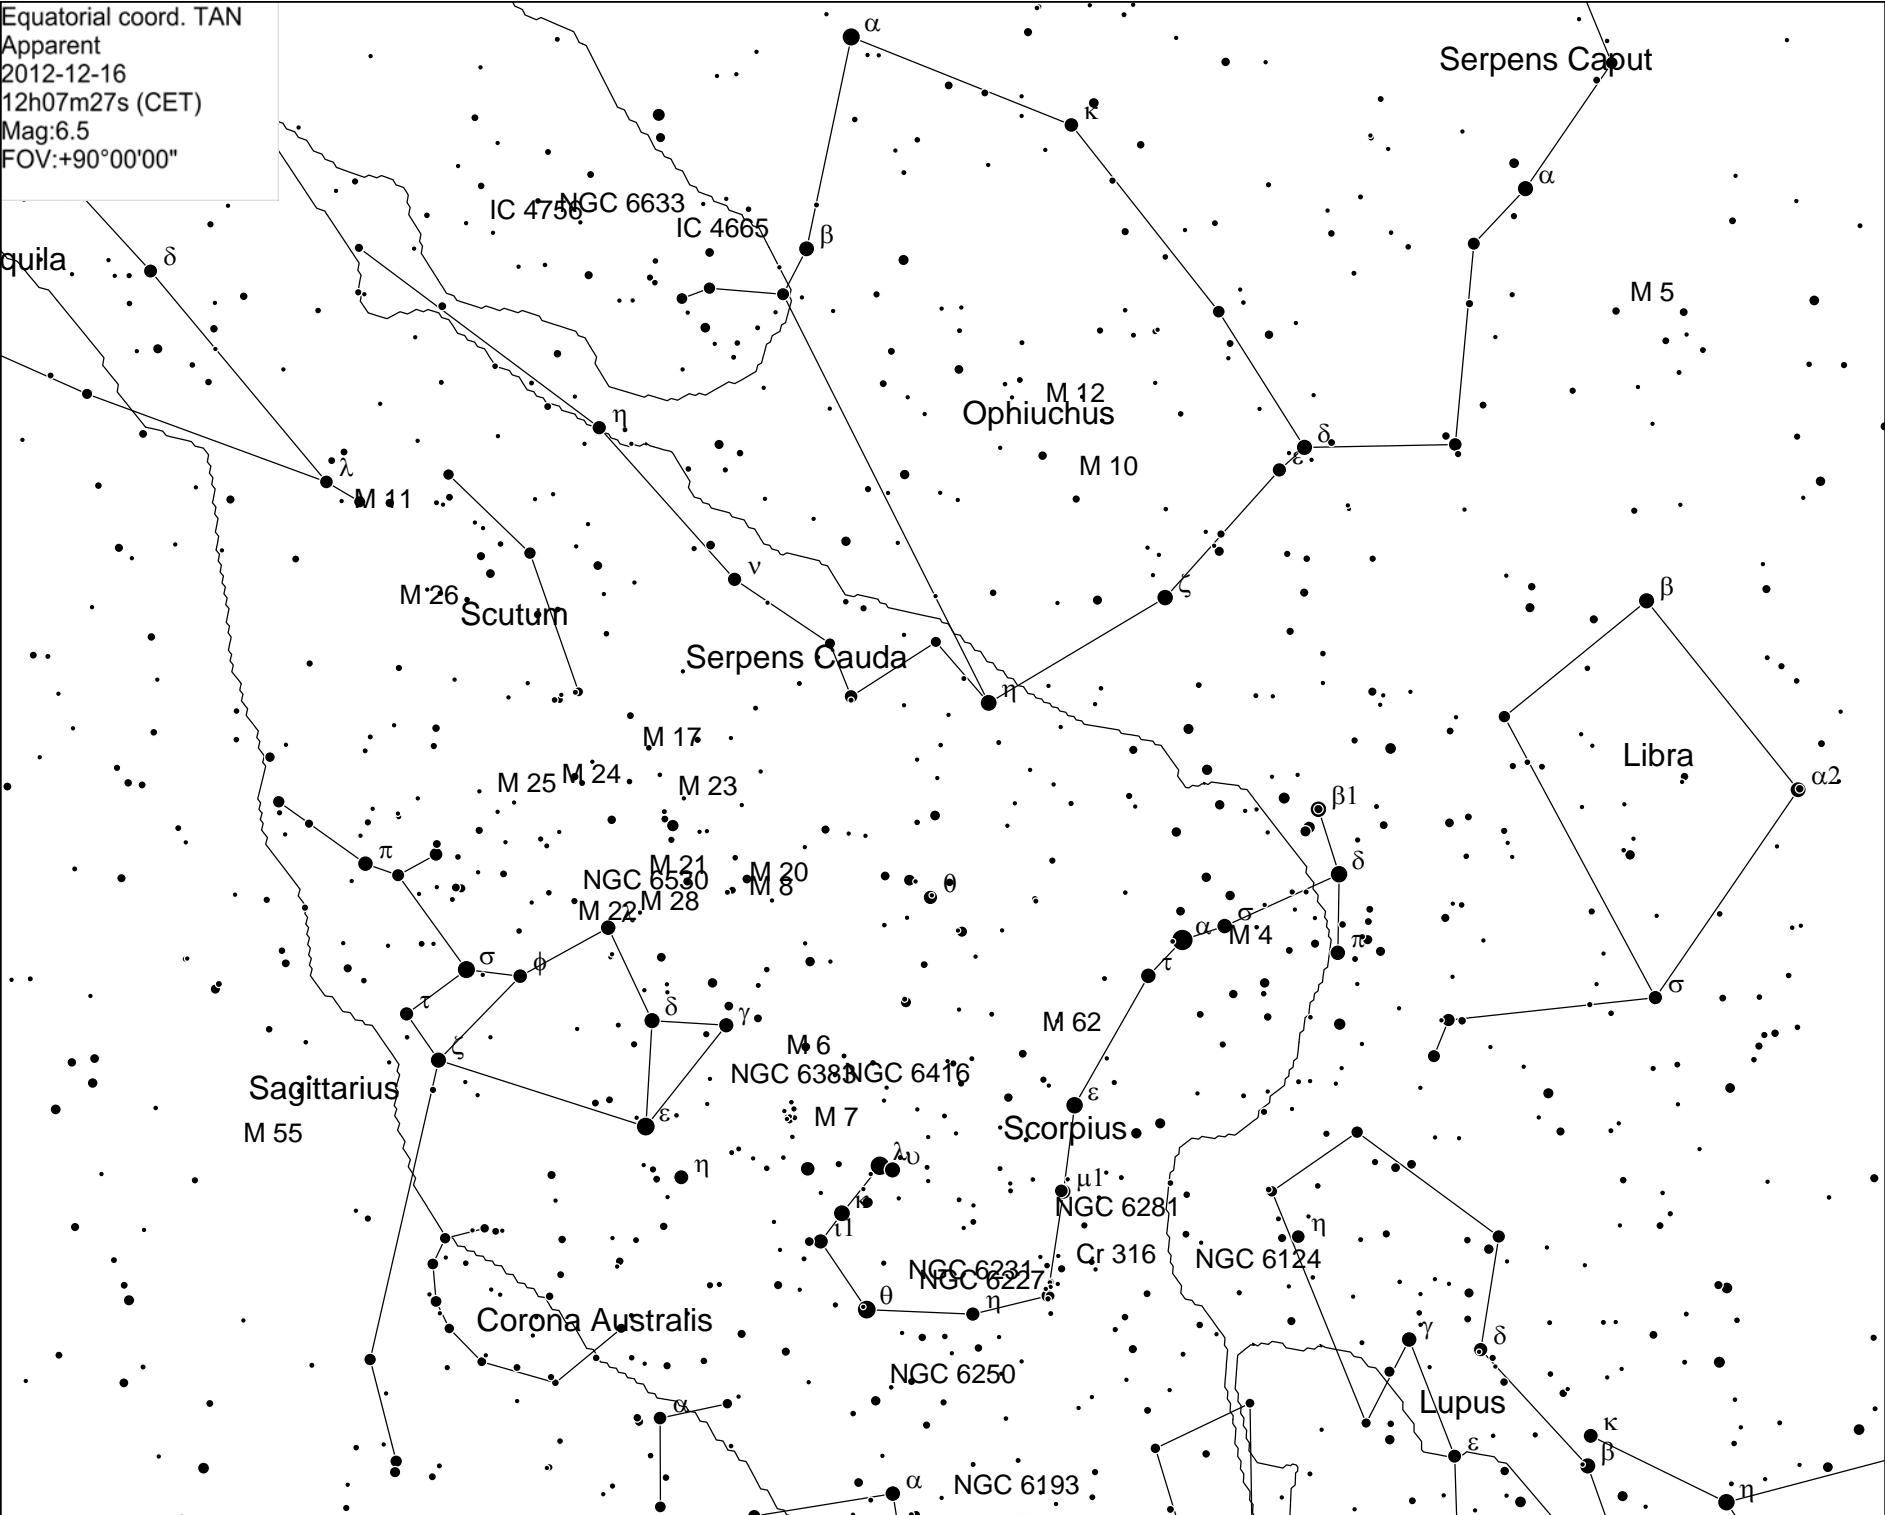 Equatorial coord. TAN
Apparent
2012-12-16
12h07m27s (CET)
Mag:6.5
FOV:+90°00'00"
α
Serpens Caput
κ
α
IC 4756 NGC 6633
IC 4665
β
δ
quila
M 5
M 12
Ophiuchus
η
δ
ε
λ
M 10
M 11
ν
ζ
β
M 26
Scutum
Serpens Cauda
η
M 17
Libra
M 24
M 25
M 23
α2
β1
π
δ
M 21
M 20
NGC 6530
M 8
θ
M 28
M 22
λ
σ
α
M 4
π
σ
φ
τ
σ
τ
δ
γ
M 62
ζ
M 6
NGC 6383 NGC 6416
Sagittarius
ε
M 7
ε
Scorpius
M 55
λ υ
η
μ1
κ
NGC 6281
ι1
η
Cr 316
NGC 6124
NGC 6231
NGC 6227
θ
η
Corona Australis
γ
δ
NGC 6250
α
Lupus
κ
ε
β
α
NGC 6193
η